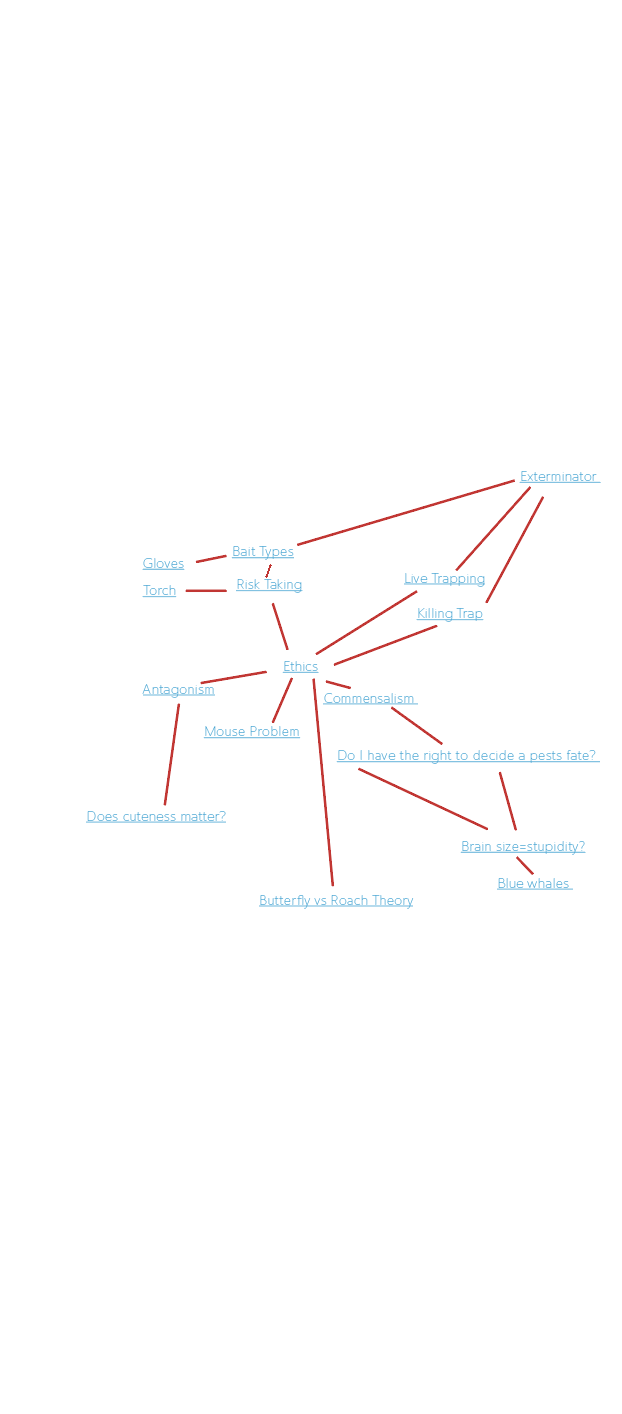 Exterminator
Bait Types
Gloves
Live Trapping
Risk Taking
Torch
Killing Trap
Ethics
Antagonism
Commensalism
Mouse Problem
Do I have the right to decide a pests fate?
Does cuteness matter?
Brain size=stupidity?
Blue whales
Butterfly vs Roach Theory